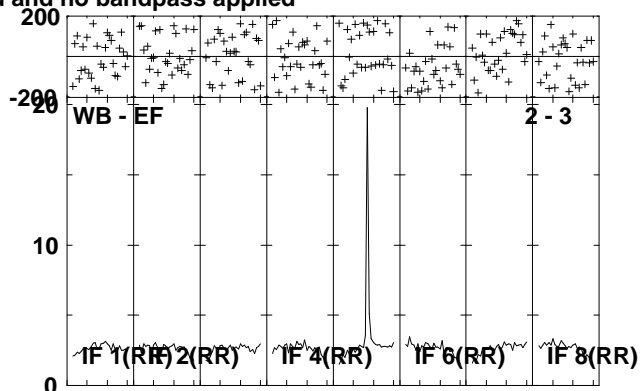 and no bandpass applied
200
-200
20
WB - EF 2 - 3
10
IF 1(RR) IF 2(RR) IF 4(RR) IF 6(RR) IF 8(RR)
0